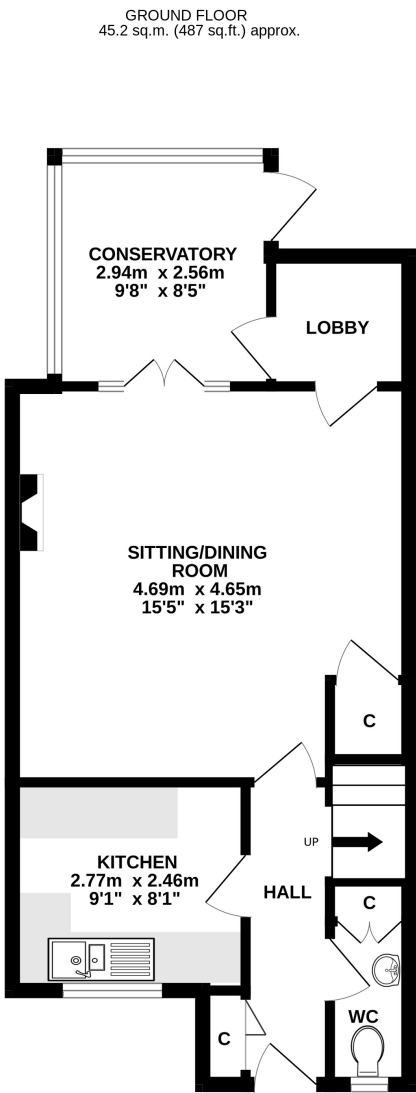 GROUND FLOOR
45.2 sq.m. (487 sq.ft.) approx.
CONSERVATORY
2.94m x 2.56m
9'8" x 8'5"
LOBBY
SITTING/DINING
ROOM
4.69m x 4.65m
15'5" x 15'3"
C
UP
KITCHEN
2.77m x 2.46m
9'1" x 8'1"
HALL
C
WC
C